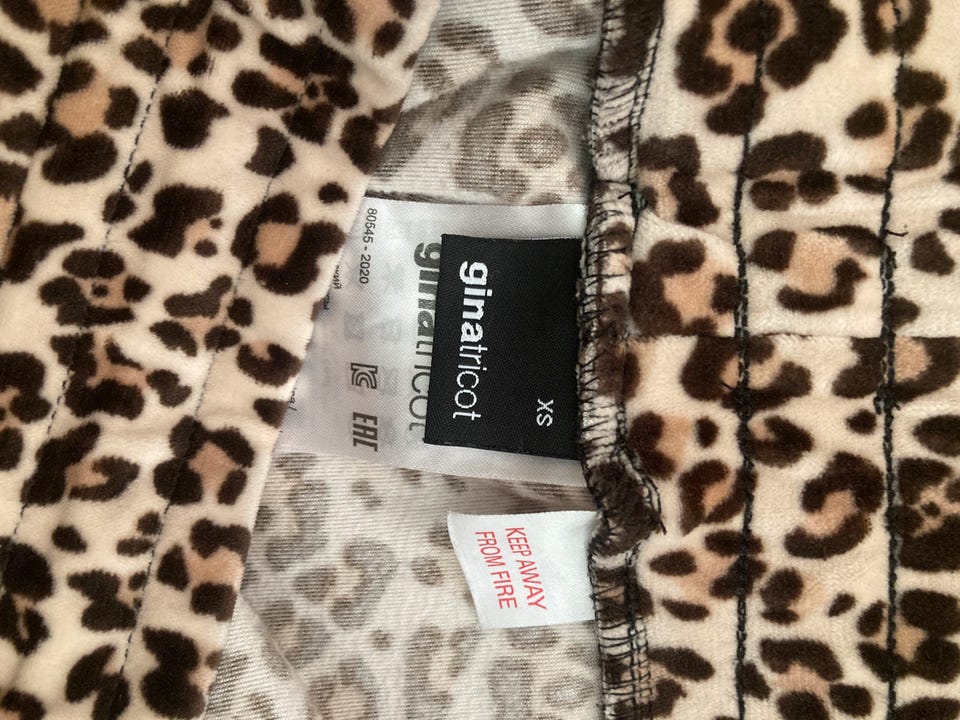 ginatricot
XS
80545 - 2020
ginatricot
EAC
KEEP AWAY
FROM FIRE